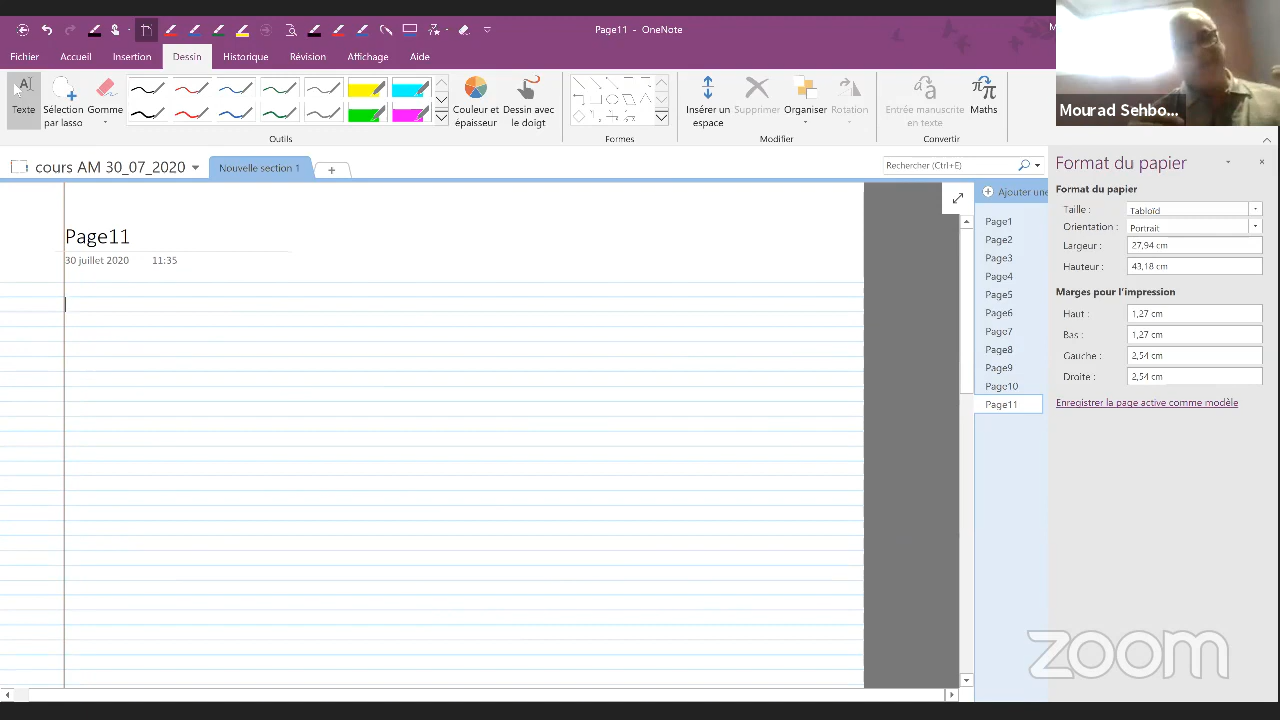 Page11 - OneNote
M
Fichier
Accueil
Insertion
Dessin
Historique
Révision
Affichage
Aide
Texte
Sélection par lasso
Gomme
Outils
Couleur et épaisseur
Dessin avec le doigt
Formes
Insérer un espace
Supprimer
Organiser
Rotation
Modifier
Entrée manuscrite en texte
Maths
Convertir
Mourad Sehbo...
cours AM 30_07_2020
Nouvelle section 1
Rechercher (Ctrl+E)
Ajouter une
Page11
30 juillet 2020 11:35
Page1
Page2
Page3
Page4
Page5
Page6
Page7
Page8
Page9
Page10
Page11
Format du papier
Format du papier
Taille : Tabloïd
Orientation : Portrait
Largeur : 27,94 cm
Hauteur : 43,18 cm
Marges pour l'impression
Haut : 1,27 cm
Bas : 1,27 cm
Gauche : 2,54 cm
Droite : 2,54 cm
Enregistrer la page active comme modèle
zoom